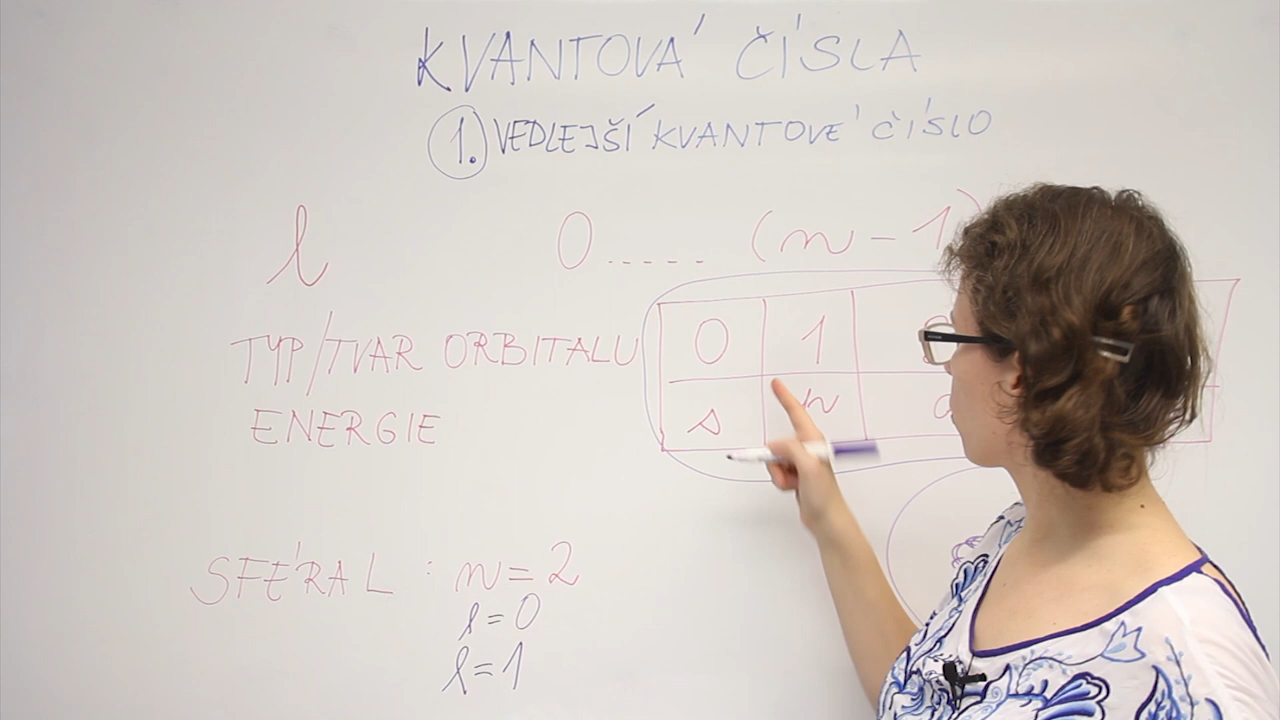 KVANTOVÁ ČÍSLA
1. VEDLEJŠÍ KVANTOVÉ ČÍSLO
l 0 ..... (n - 1)
TYP/TVAR ORBITALU
0 1
ENERGIE
s p
SFÉRA L : n = 2
l = 0
l = 1